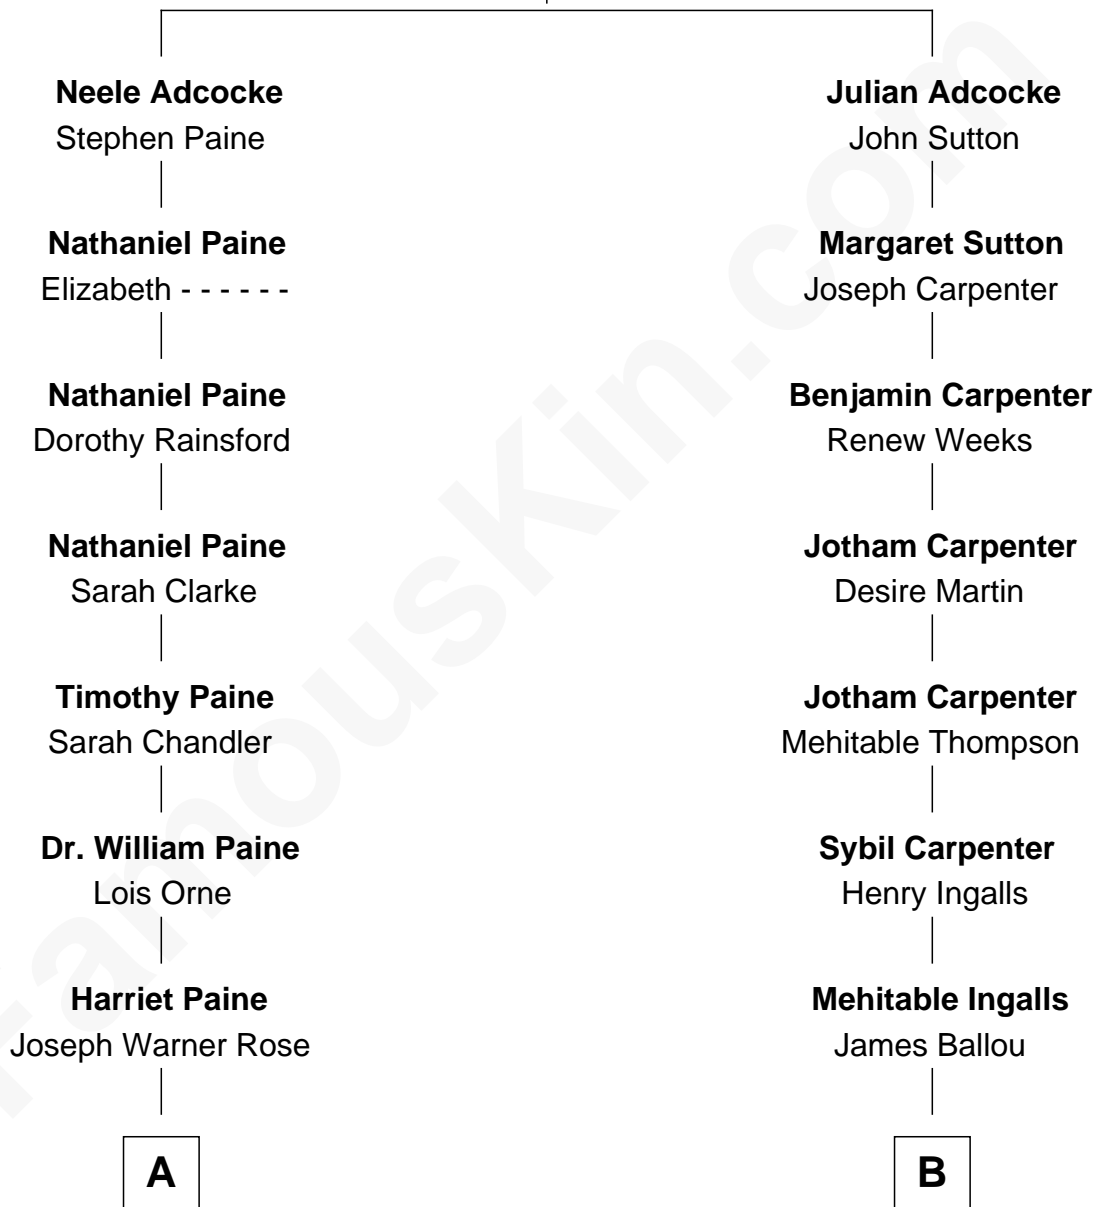 Neele Adcocke
Stephen Paine
Julian Adcocke
John Sutton
Nathaniel Paine
Elizabeth - - - - - -
Margaret Sutton
Joseph Carpenter
Nathaniel Paine
Dorothy Rainsford
Benjamin Carpenter
Renew Weeks
Nathaniel Paine
Sarah Clarke
Jotham Carpenter
Desire Martin
Timothy Paine
Sarah Chandler
Jotham Carpenter
Mehitable Thompson
Dr. William Paine
Lois Orne
Sybil Carpenter
Henry Ingalls
Harriet Paine
Joseph Warner Rose
Mehitable Ingalls
James Ballou
A
B
FamousKin.com